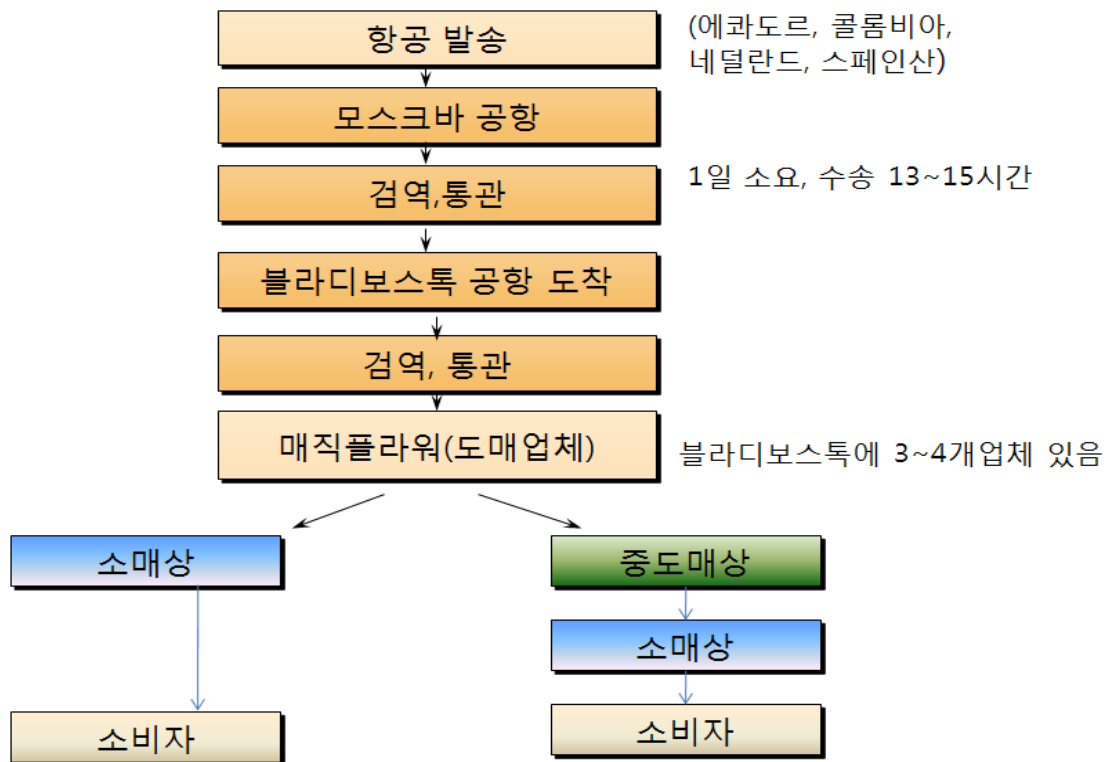 항공 발송
(에콰도르, 콜롬비아,
네덜란드, 스페인산)
모스크바 공항
검역,통관
1일 소요, 수송 13~15시간
블라디보스톡 공항 도착
검역, 통관
매직플라워(도매업체)
블라디보스톡에 3~4개업체 있음
소매상
중도매상
소매상
소비자
소비자